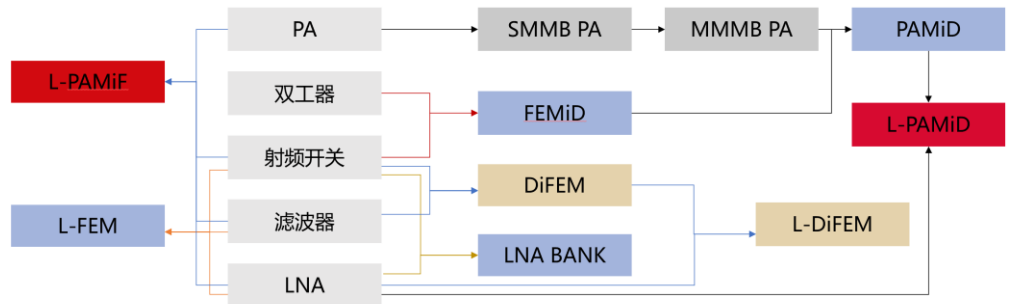 PA
SMMB PA
MMMB PA
PAMiD
L-PAMiF
双工器
FEMiD
L-PAMiD
射频开关
DiFEM
L-FEM
滤波器
L-DiFEM
LNA BANK
LNA